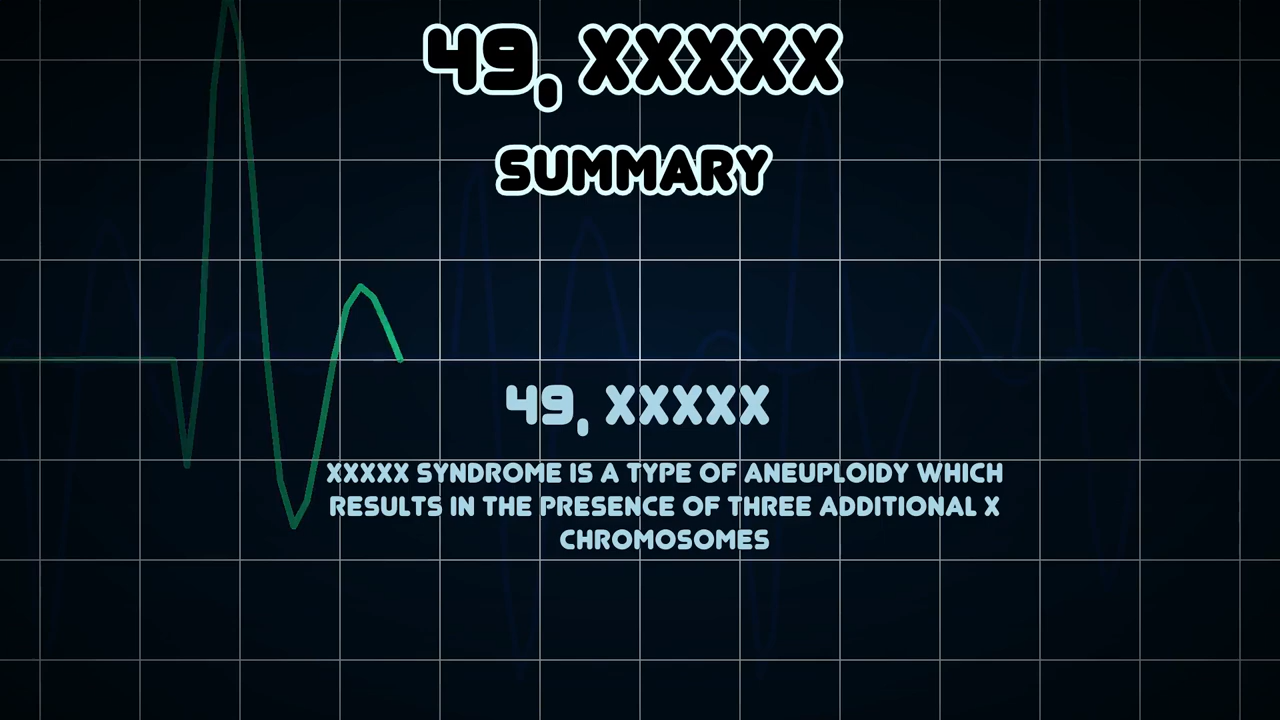 49, XXXXX
SUMMARY
49, XXXXX
XXXXX SYNDROME IS A TYPE OF ANEUPLOIDY WHICH
RESULTS IN THE PRESENCE OF THREE ADDITIONAL X
CHROMOSOMES